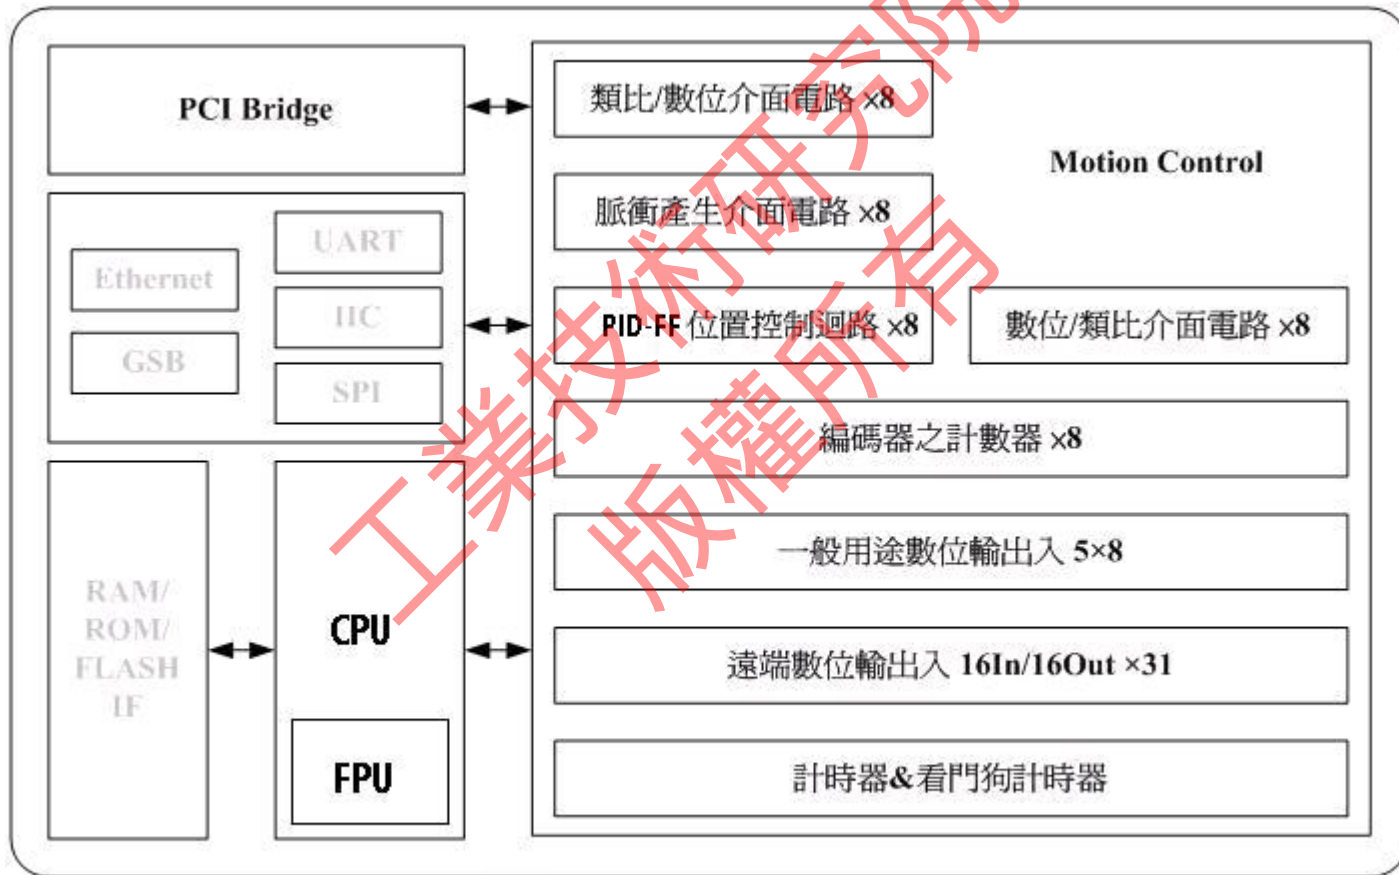 PCI Bridge
類比/數位介面電路 ×8
Motion Control
脈衝產生介面電路 ×8
UART
Ethernet
IIC
PID-FF 位置控制迴路 ×8
數位/類比介面電路 ×8
GSB
SPI
編碼器之計數器 ×8
一般用途數位輸出入 5×8
RAM/
ROM/
FLASH
IF
CPU
遠端數位輸出入 16In/16Out ×31
FPU
計時器&看門狗計時器
工業技術研究院
版權所有